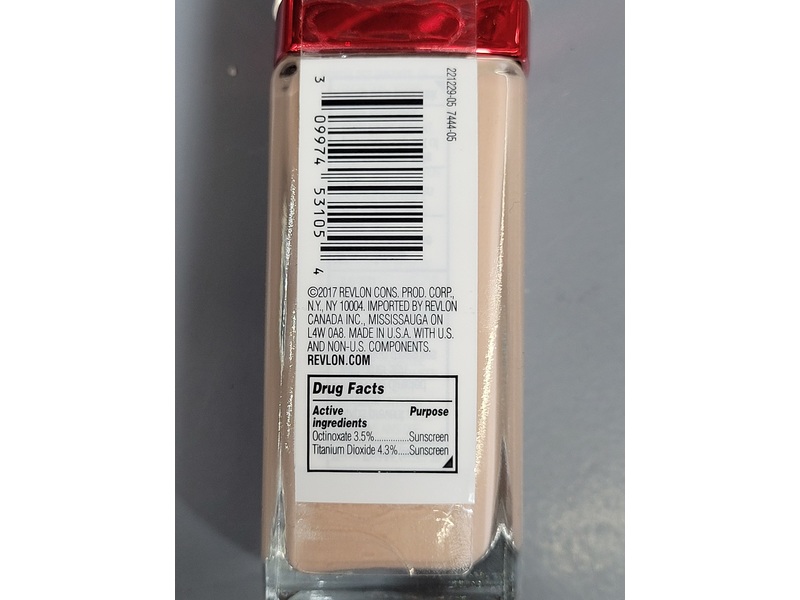 221229-05 7444-05
3 09974 53105 4
©2017 REVLON CONS. PROD. CORP.,
N.Y., NY 10004. IMPORTED BY REVLON
CANADA INC., MISSISSAUGA ON
L4W 0A8. MADE IN U.S.A. WITH U.S.
AND NON-U.S. COMPONENTS.
REVLON.COM
Drug Facts
Active Purpose
ingredients
Octinoxate 3.5%...............Sunscreen
Titanium Dioxide 4.3%.....Sunscreen